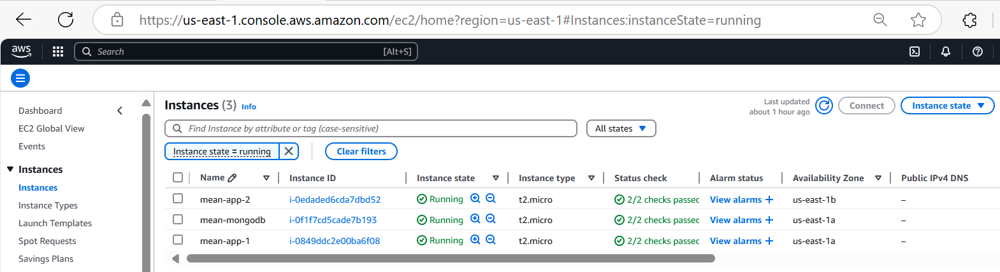 https://us-east-1.console.aws.amazon.com/ec2/home?region=us-east-1#Instances:instanceState=running
aws Search [Alt+S]
Dashboard
EC2 Global View
Events
Instances
Instances
Instance Types
Launch Templates
Spot Requests
Savings Plans
Instances (3) Info
Last updated
about 1 hour ago
Connect
Instance state
Find Instance by attribute or tag (case-sensitive)
All states
Instance state = running
Clear filters
Name Instance ID Instance state Instance type Status check Alarm status Availability Zone Public IPv4 DNS
mean-app-2 i-0edaded6cda7dbd52 Running t2.micro 2/2 checks passec View alarms + us-east-1b –
mean-mongodb i-0f1f7cd5cade7b193 Running t2.micro 2/2 checks passec View alarms + us-east-1a –
mean-app-1 i-0849ddc2e00ba6f08 Running t2.micro 2/2 checks passec View alarms + us-east-1a –